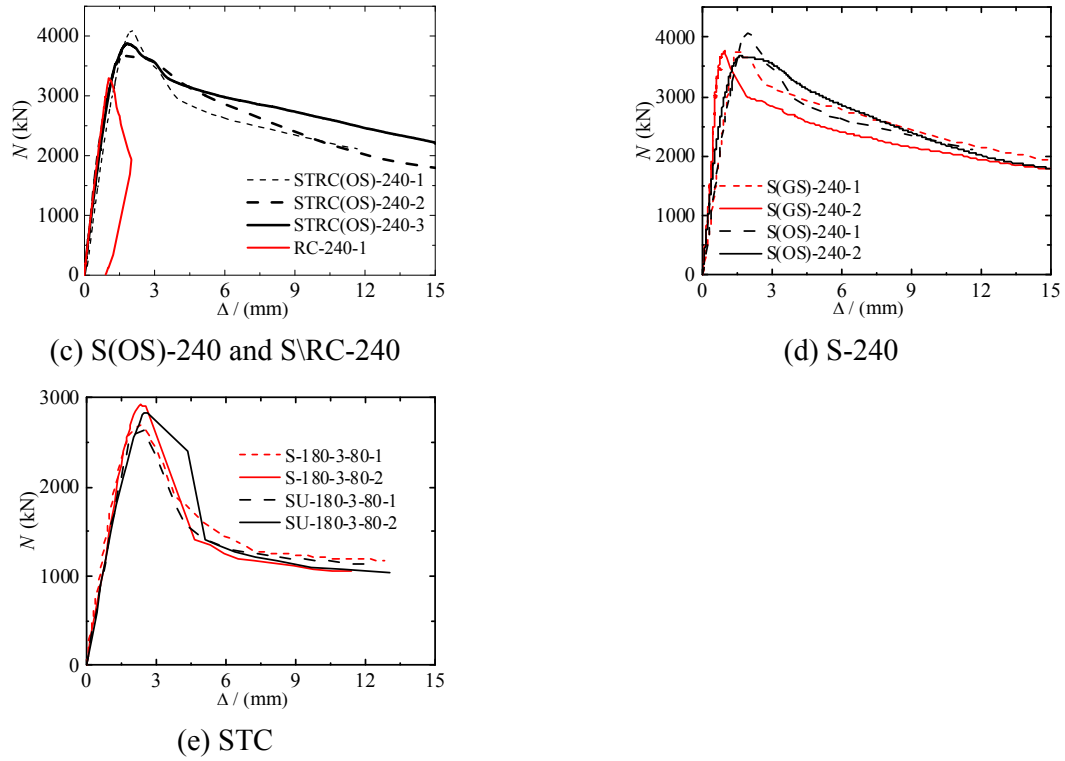 4000
3000
2000
1000
0
N (kN)
STRC(OS)-240-1
STRC(OS)-240-2
STRC(OS)-240-3
RC-240-1
0 3 6 9 12 15
Δ / (mm)
(c) S(OS)-240 and S\RC-240
4000
3000
2000
1000
0
N (kN)
S(GS)-240-1
S(GS)-240-2
S(OS)-240-1
S(OS)-240-2
0 3 6 9 12 15
Δ / (mm)
(d) S-240
3000
2000
1000
0
N (kN)
S-180-3-80-1
S-180-3-80-2
SU-180-3-80-1
SU-180-3-80-2
0 3 6 9 12 15
Δ / (mm)
(e) STC